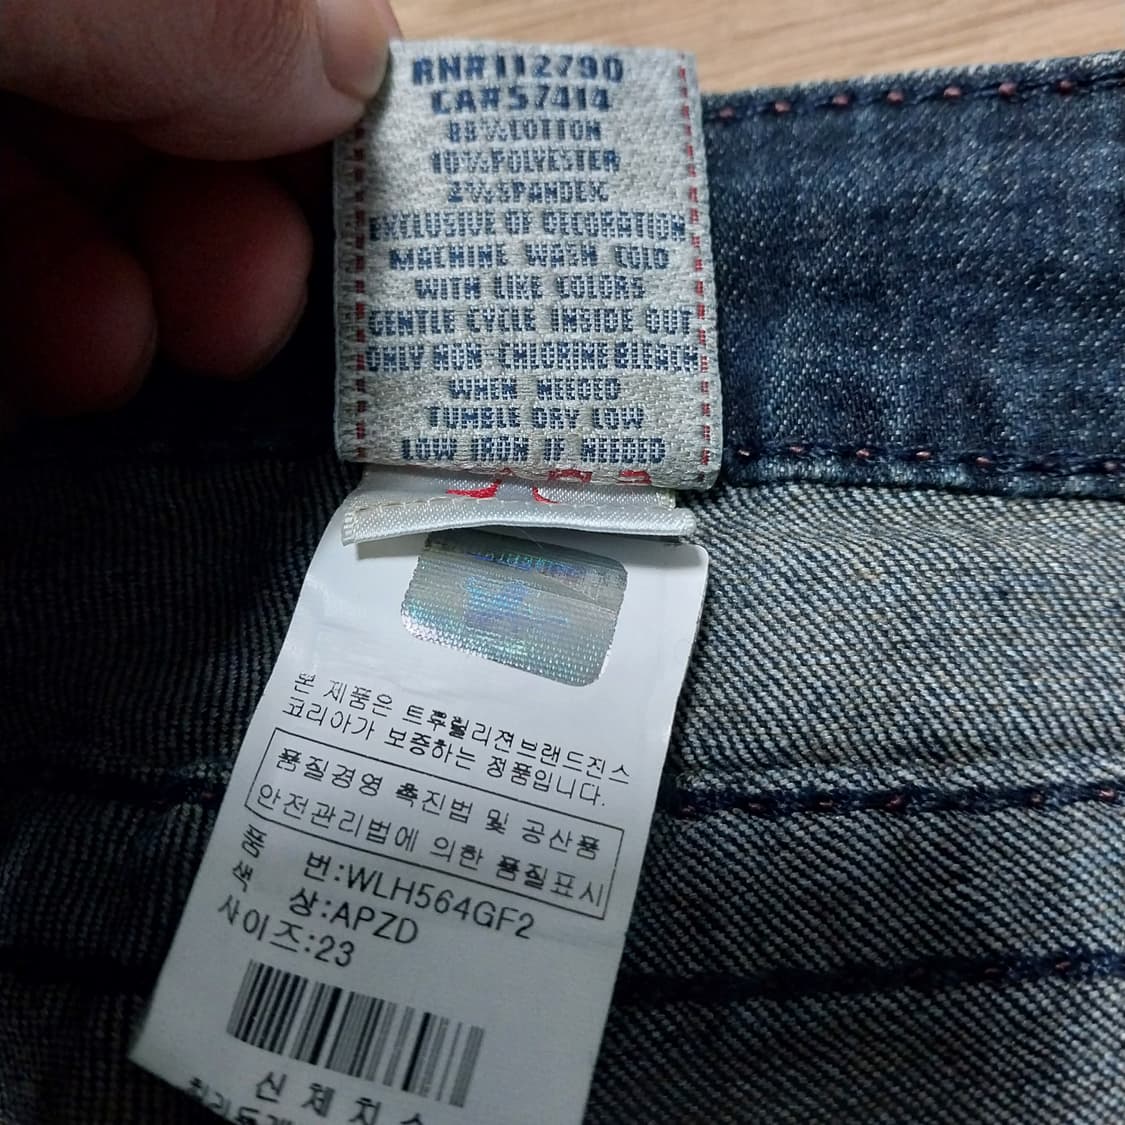 RN#112790
CA#57414
88%COTTON
10%POLYESTER
2%SPANDEX
EXCLUSIVE OF DECORATION
MACHINE WASH COLD
WITH LIKE COLORS
GENTLE CYCLE INSIDE OUT
ONLY NON-CHLORINE BLEACH
WHEN NEEDED
TUMBLE DRY LOW
LOW IRON IF NEEDED
본 제품은 트루릴리젼브랜드진스
코리아가 보증하는 정품입니다.
품질경영 촉진법 및 공산품
안전관리법에 의한 품질표시
품 번:WLH564GF2
색 상:APZD
사이즈:23
신체치수